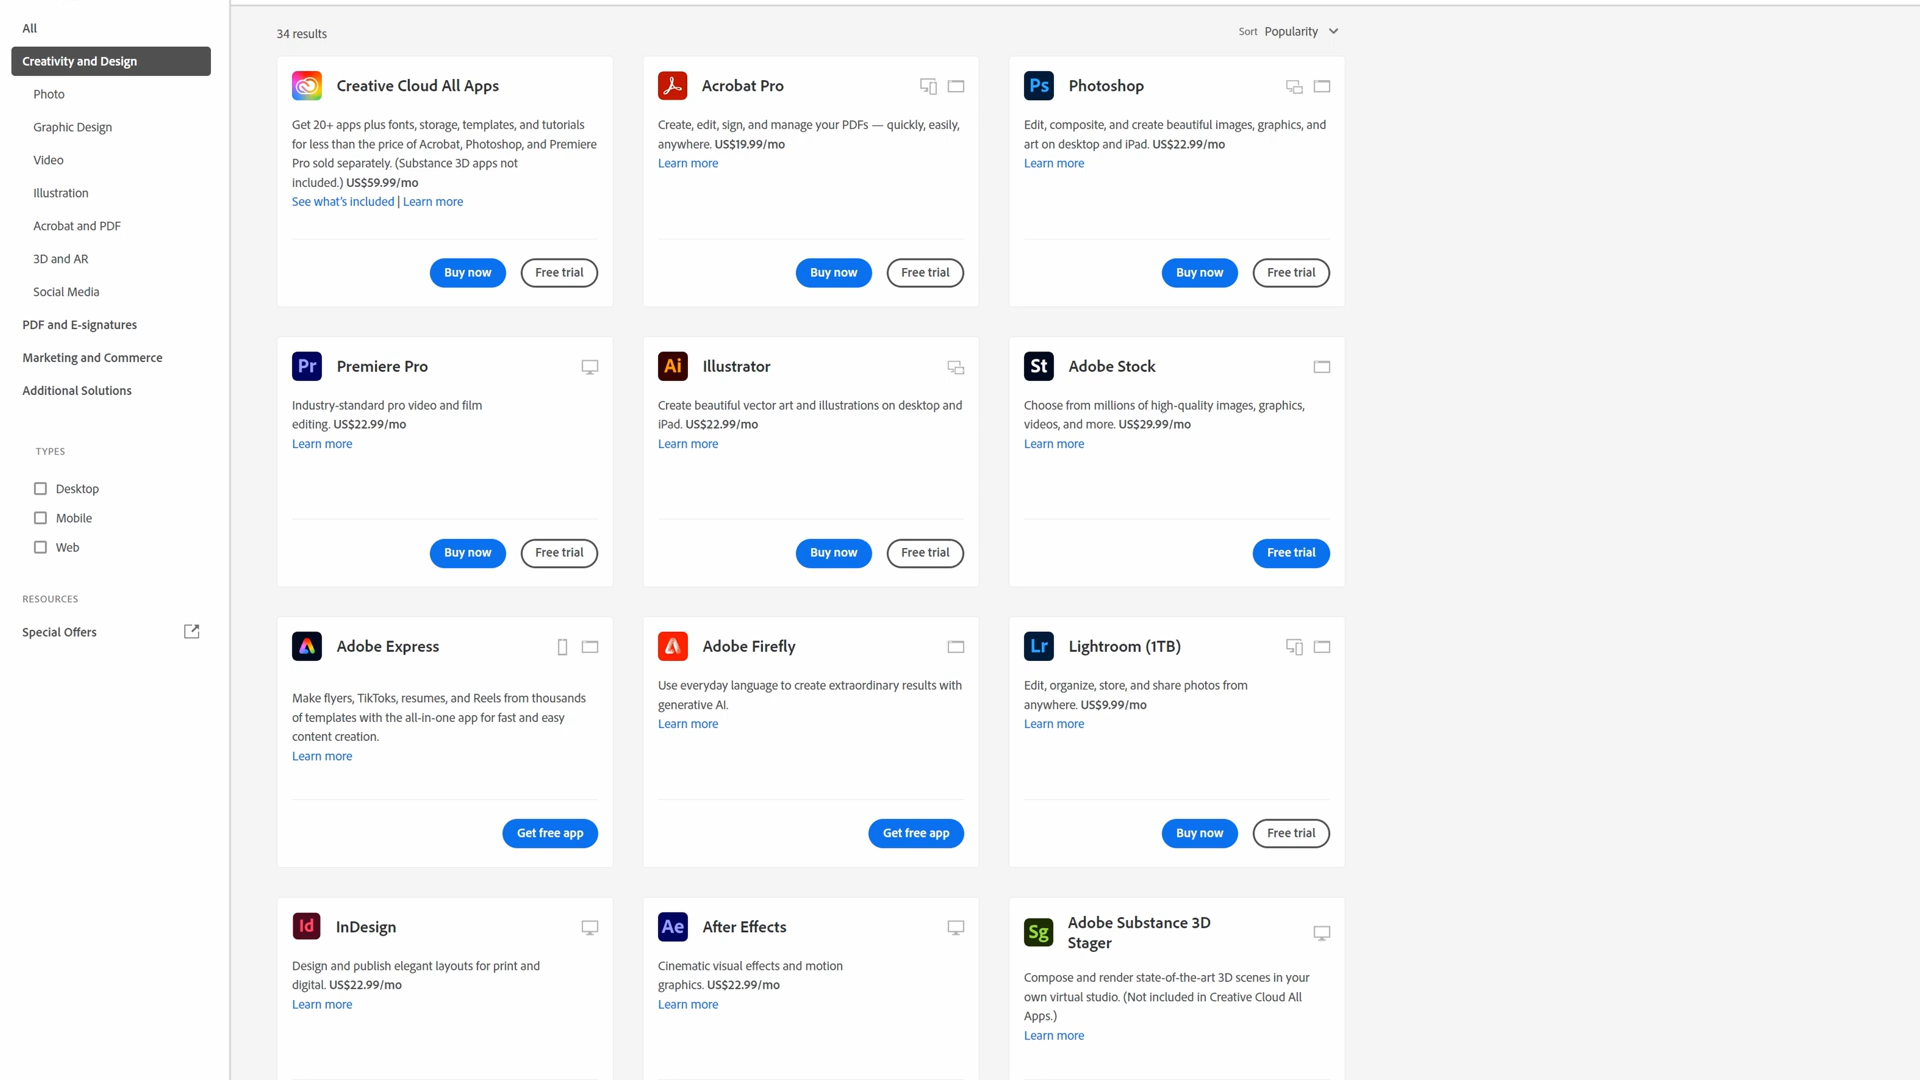 All
Creativity and Design
Photo
Graphic Design
Video
Illustration
Acrobat and PDF
3D and AR
Social Media
PDF and E-signatures
Marketing and Commerce
Additional Solutions
TYPES
Desktop
Mobile
Web
RESOURCES
Special Offers
34 results
Sort Popularity
Creative Cloud All Apps
Get 20+ apps plus fonts, storage, templates, and tutorials
for less than the price of Acrobat, Photoshop, and Premiere
Pro sold separately. (Substance 3D apps not
included.) US$59.99/mo
See what's included | Learn more
Buy now
Free trial
Acrobat Pro
Create, edit, sign, and manage your PDFs — quickly, easily,
anywhere. US$19.99/mo
Learn more
Buy now
Free trial
Ps
Photoshop
Edit, composite, and create beautiful images, graphics, and
art on desktop and iPad. US$22.99/mo
Learn more
Buy now
Free trial
Pr
Premiere Pro
Industry-standard pro video and film
editing. US$22.99/mo
Learn more
Buy now
Free trial
Ai
Illustrator
Create beautiful vector art and illustrations on desktop and
iPad. US$22.99/mo
Learn more
Buy now
Free trial
St
Adobe Stock
Choose from millions of high-quality images, graphics,
videos, and more. US$29.99/mo
Learn more
Free trial
Adobe Express
Make flyers, TikToks, resumes, and Reels from thousands
of templates with the all-in-one app for fast and easy
content creation.
Learn more
Get free app
Adobe Firefly
Use everyday language to create extraordinary results with
generative AI.
Learn more
Get free app
Lr
Lightroom (1TB)
Edit, organize, store, and share photos from
anywhere. US$9.99/mo
Learn more
Buy now
Free trial
Id
InDesign
Design and publish elegant layouts for print and
digital. US$22.99/mo
Learn more
Ae
After Effects
Cinematic visual effects and motion
graphics. US$22.99/mo
Learn more
Sg
Adobe Substance 3D
Stager
Compose and render state-of-the-art 3D scenes in your
own virtual studio. (Not included in Creative Cloud All
Apps.)
Learn more